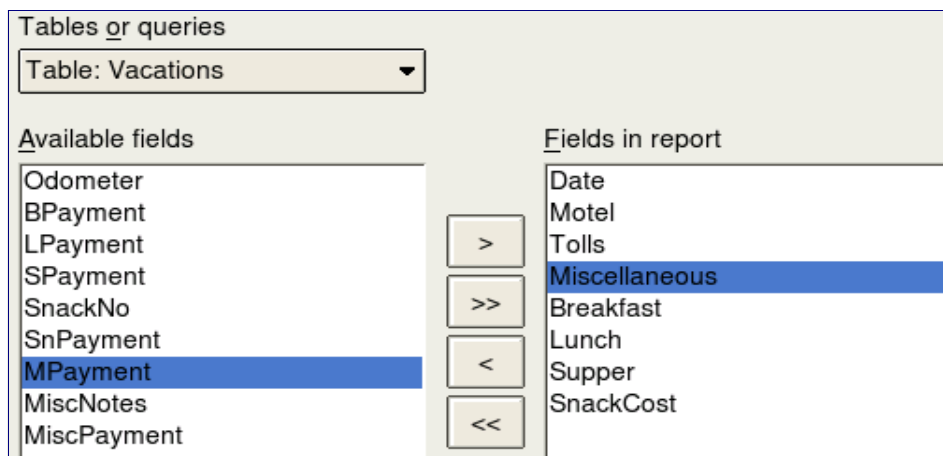 Tables or queries
Table: Vacations
Available fields
Odometer
BPayment
LPayment
SPayment
SnackNo
SnPayment
MPayment
MiscNotes
MiscPayment
>
>>
<
<<
Fields in report
Date
Motel
Tolls
Miscellaneous
Breakfast
Lunch
Supper
SnackCost